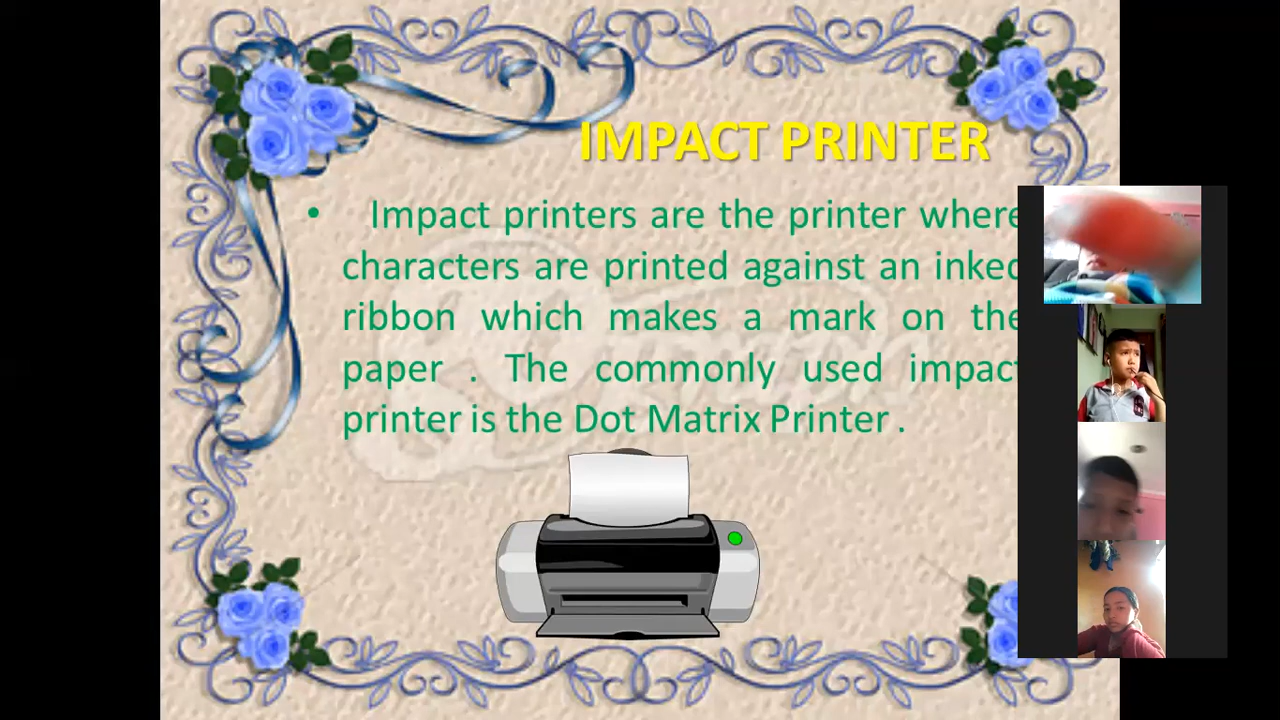 IMPACT PRINTER
• Impact printers are the printer where
characters are printed against an inked
ribbon which makes a mark on the
paper . The commonly used impact
printer is the Dot Matrix Printer .